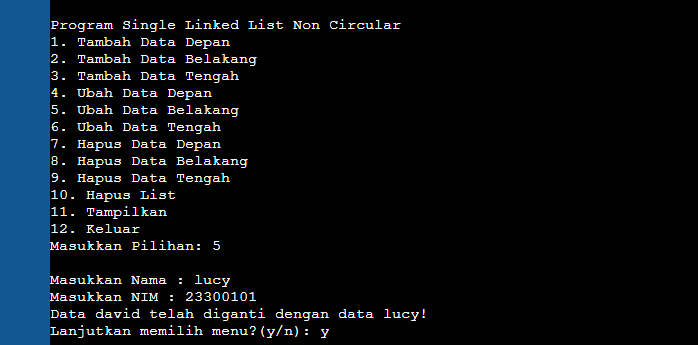 Program Single Linked List Non Circular
1. Tambah Data Depan
2. Tambah Data Belakang
3. Tambah Data Tengah
4. Ubah Data Depan
5. Ubah Data Belakang
6. Ubah Data Tengah
7. Hapus Data Depan
8. Hapus Data Belakang
9. Hapus Data Tengah
10. Hapus List
11. Tampilkan
12. Keluar
Masukkan Pilihan: 5
Masukkan Nama : lucy
Masukkan NIM : 23300101
Data david telah diganti dengan data lucy!
Lanjutkan memilih menu?(y/n): y